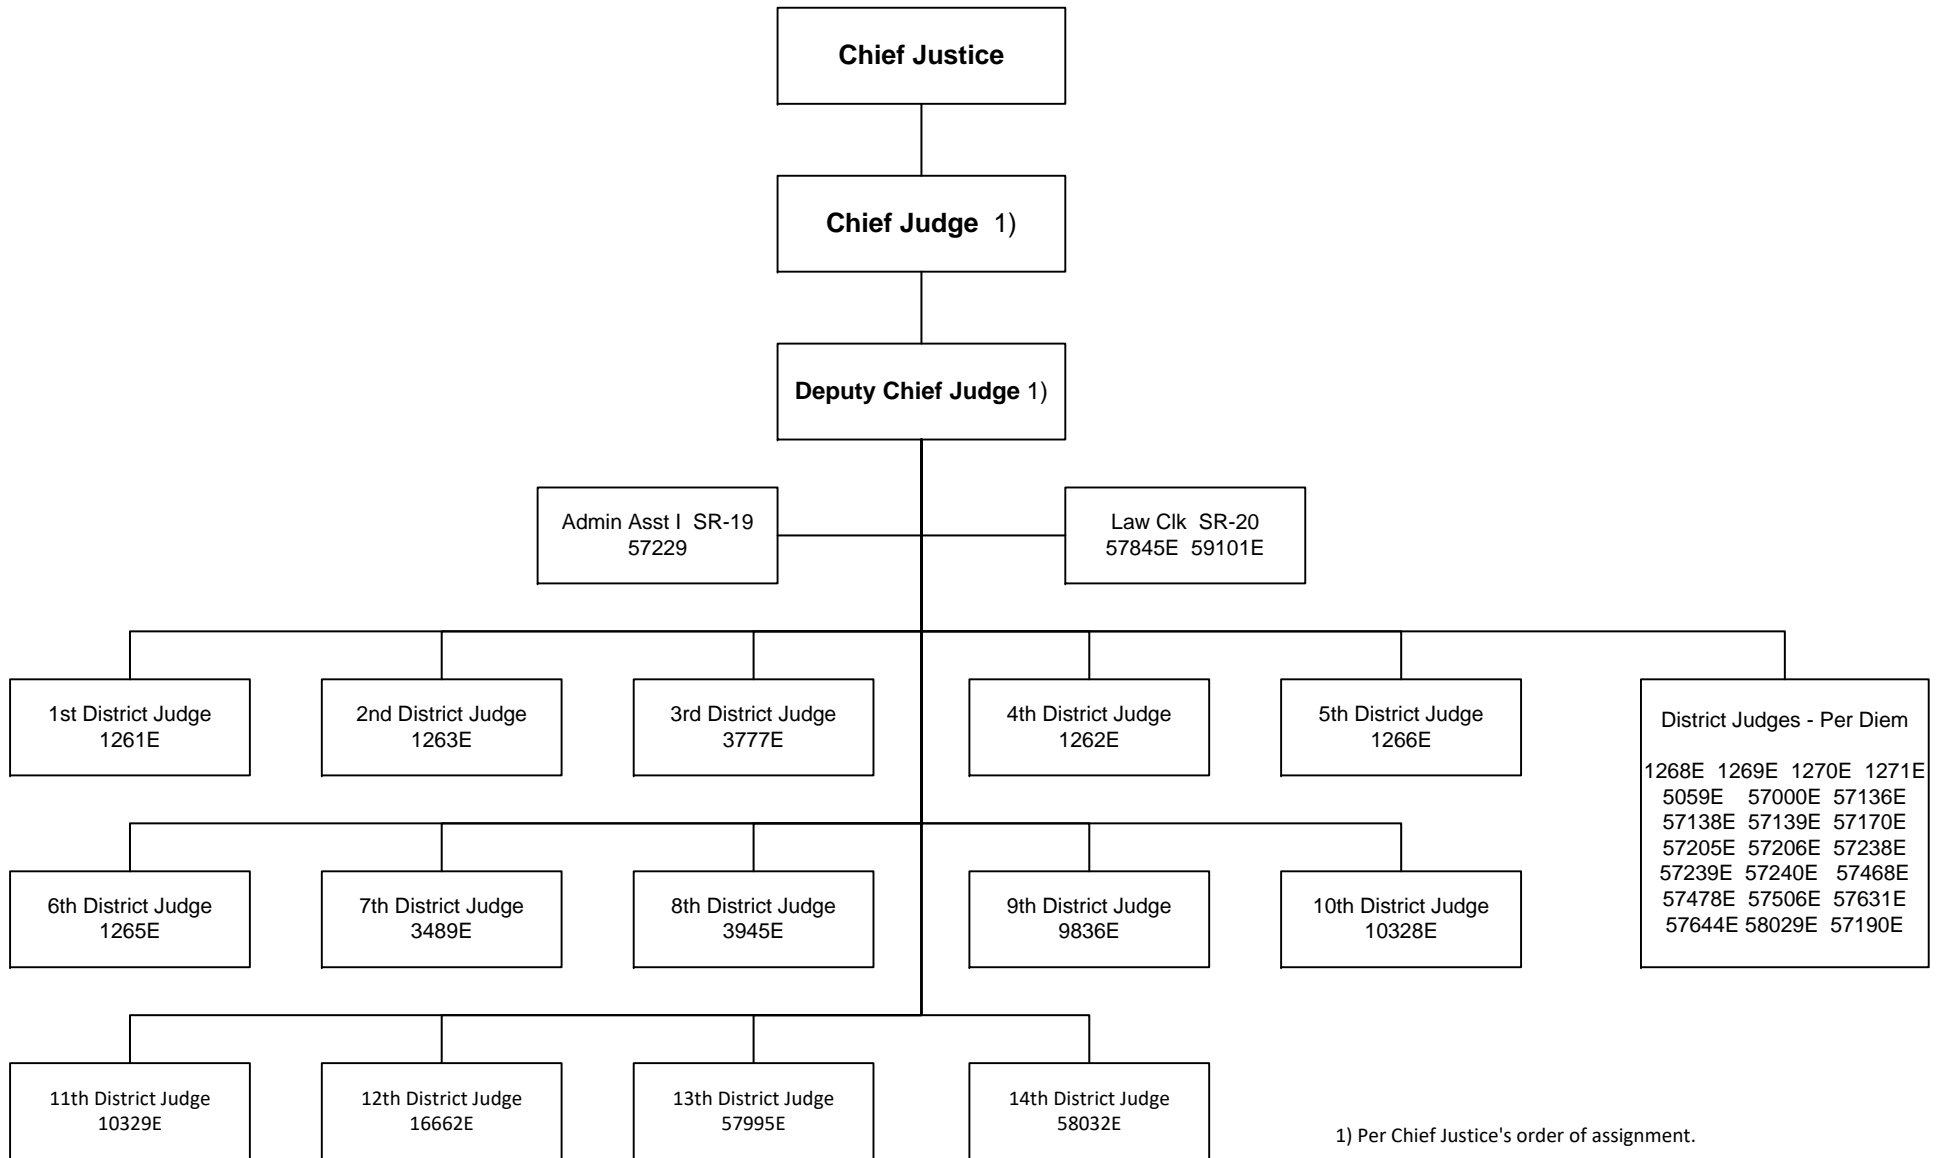 Chief Justice
Chief Judge 1)
Deputy Chief Judge 1)
Admin Asst I SR-19
57229
Law Clk SR-20
57845E 59101E
1st District Judge
1261E
2nd District Judge
1263E
3rd District Judge
3777E
4th District Judge
1262E
5th District Judge
1266E
District Judges - Per Diem
1268E 1269E 1270E 1271E
5059E 57000E 57136E
57138E 57139E 57170E
57205E 57206E 57238E
57239E 57240E 57468E
57478E 57506E 57631E
57644E 58029E 57190E
6th District Judge
1265E
7th District Judge
3489E
8th District Judge
3945E
9th District Judge
9836E
10th District Judge
10328E
11th District Judge
10329E
12th District Judge
16662E
13th District Judge
57995E
14th District Judge
58032E
1) Per Chief Justice's order of assignment.